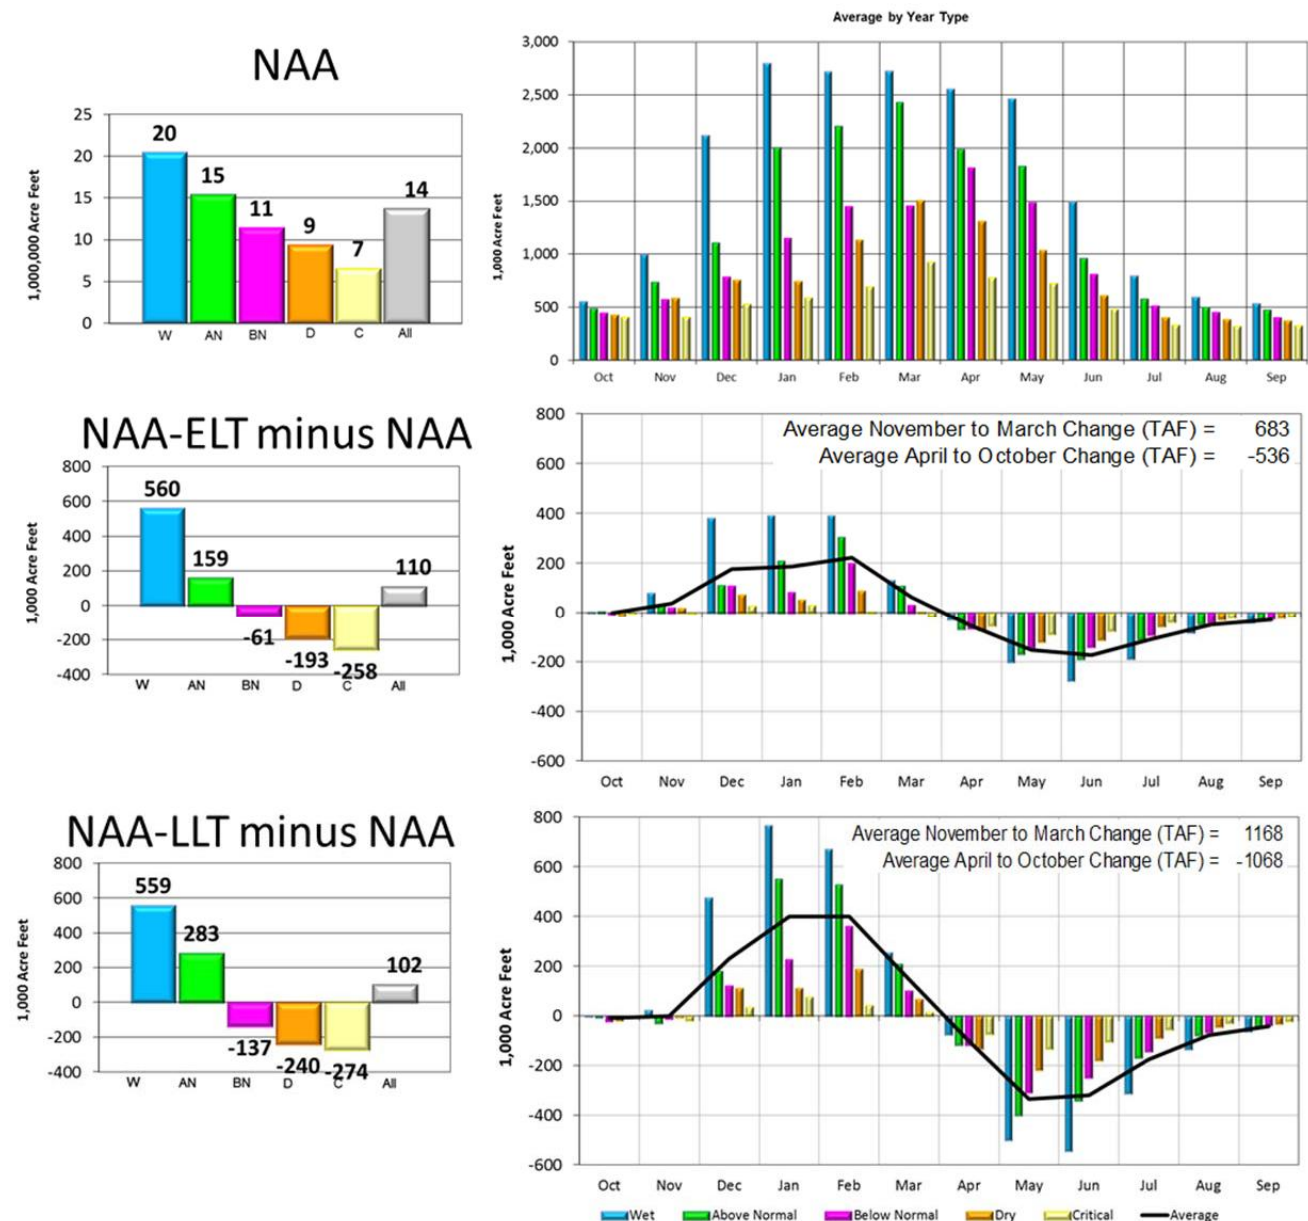 Average by Year Type
NAA
1,000,000 Acre Feet
25
20
15
10
5
0
20
15
11
9
7
14
W AN BN D C All
1,000 Acre Feet
3,000
2,500
2,000
1,500
1,000
500
0
Oct Nov Dec Jan Feb Mar Apr May Jun Jul Aug Sep
NAA-ELT minus NAA
1,000 Acre Feet
800
600
400
200
0
-200
-400
560
159
-61
-193
-258
110
W AN BN D C All
Average November to March Change (TAF) = 683
Average April to October Change (TAF) = -536
1,000 Acre Feet
800
600
400
200
0
-200
-400
-600
Oct Nov Dec Jan Feb Mar Apr May Jun Jul Aug Sep
NAA-LLT minus NAA
1,000 Acre Feet
800
600
400
200
0
-200
-400
559
283
-137
-240
-274
102
W AN BN D C All
Average November to March Change (TAF) = 1168
Average April to October Change (TAF) = -1068
1,000 Acre Feet
800
600
400
200
0
-200
-400
-600
Oct Nov Dec Jan Feb Mar Apr May Jun Jul Aug Sep
Wet Above Normal Below Normal Dry Critical Average